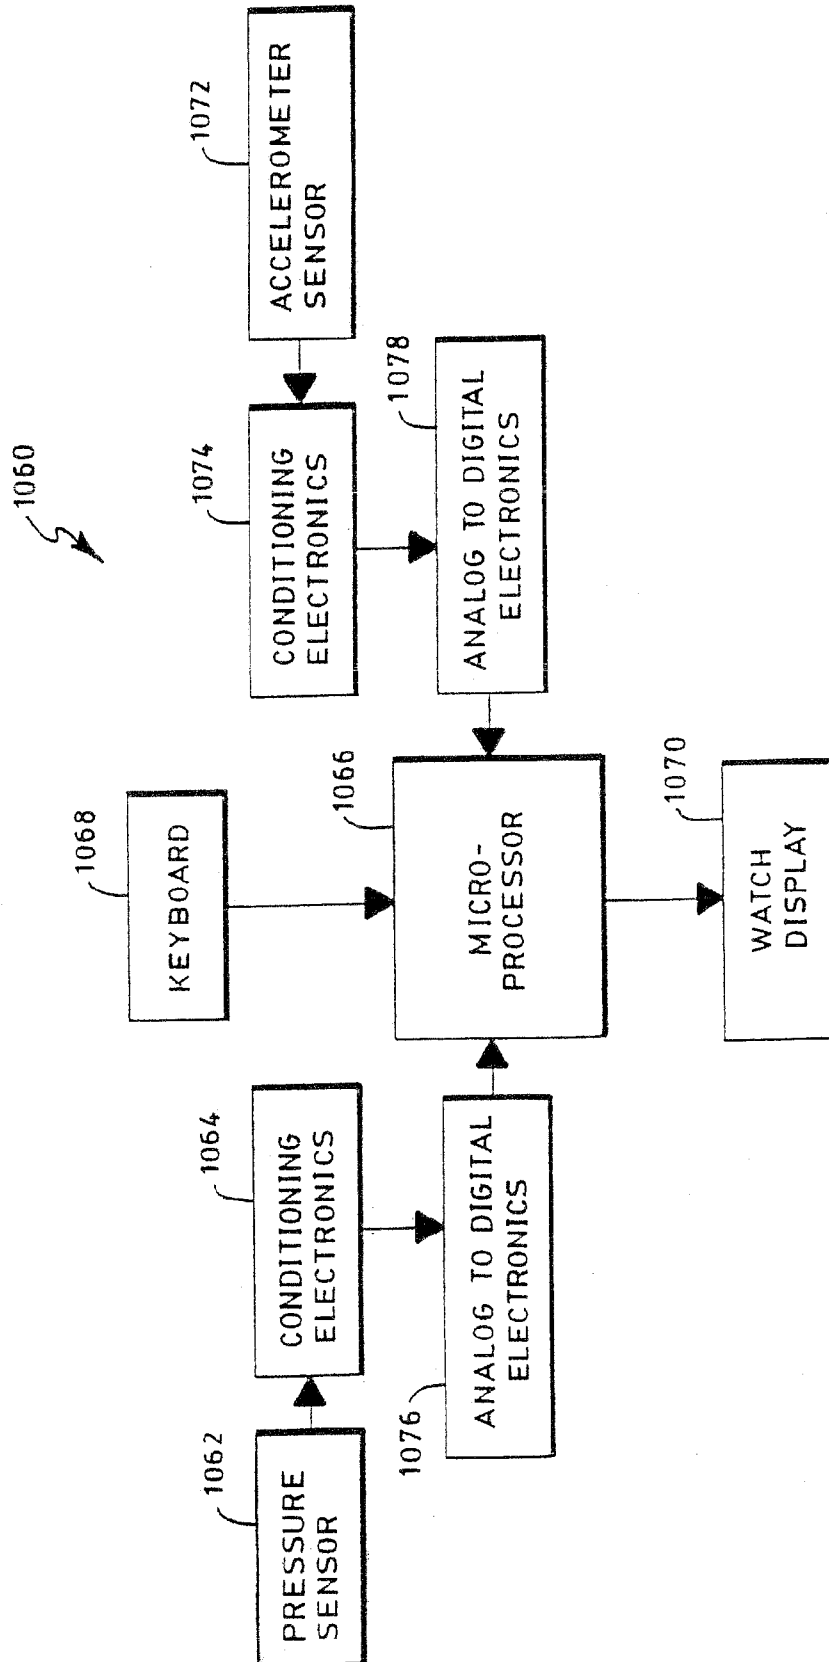 1060
1068
KEYBOARD
1062
PRESSURE
SENSOR
1064
CONDITIONING
ELECTRONICS
1074
CONDITIONING
ELECTRONICS
1072
ACCELEROMETER
SENSOR
1076
ANALOG TO DIGITAL
ELECTRONICS
1066
MICRO-
PROCESSOR
1078
ANALOG TO DIGITAL
ELECTRONICS
1070
WATCH
DISPLAY